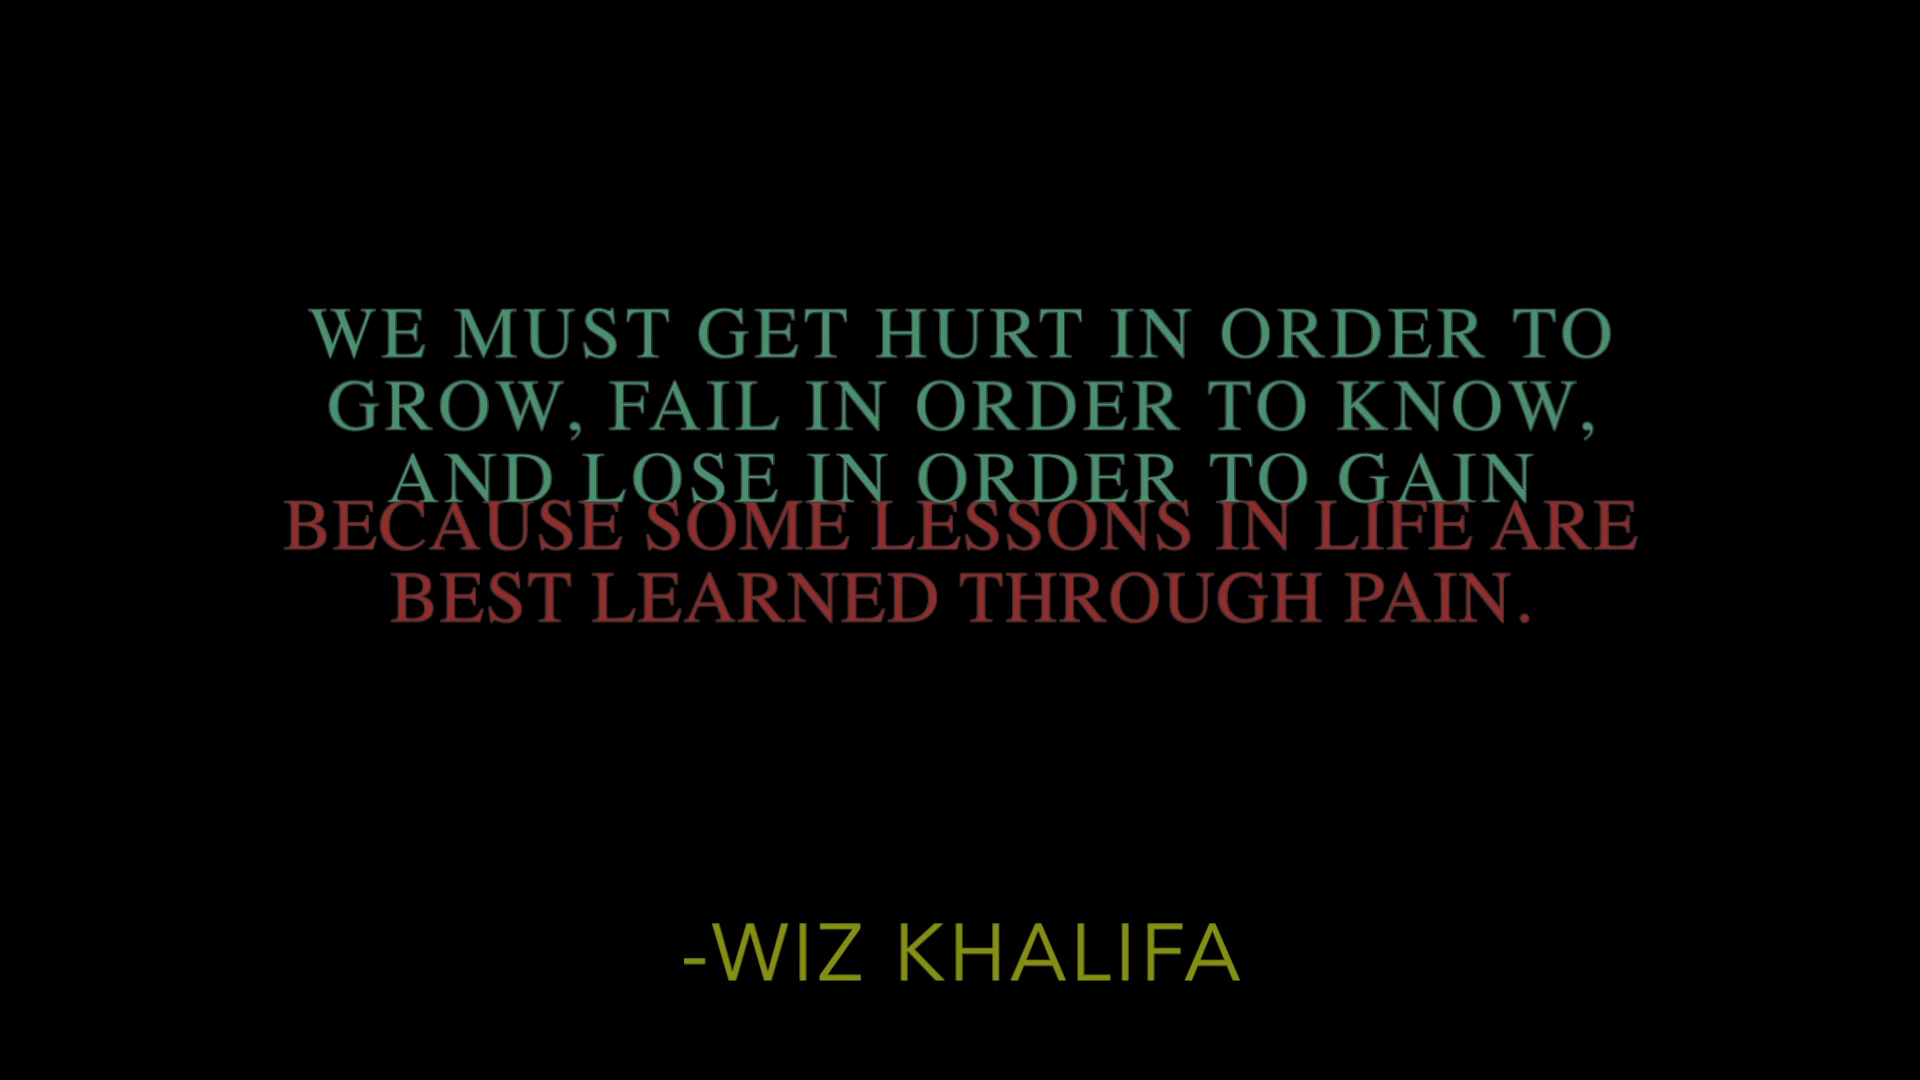 WE MUST GET HURT IN ORDER TO
GROW, FAIL IN ORDER TO KNOW,
AND LOSE IN ORDER TO GAIN
BECAUSE SOME LESSONS IN LIFE ARE
BEST LEARNED THROUGH PAIN.
-WIZ KHALIFA